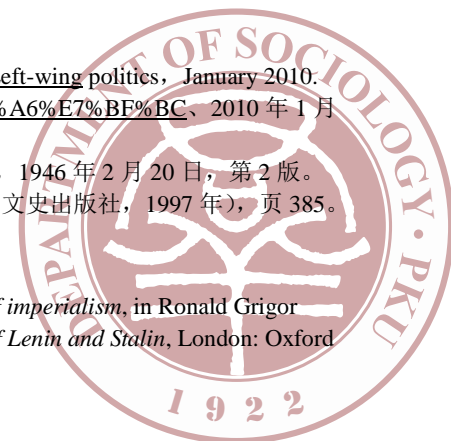 eft-wing politics，January 2010.
%A6%E7%BF%BC、2010 年 1 月
，1946 年 2 月 20 日，第 2 版。
文史出版社，1997 年），页 385。
f imperialism, in Ronald Grigor
f Lenin and Stalin, London: Oxford
DEPARTMENT OF SOCIOLOGY · PKU
1922